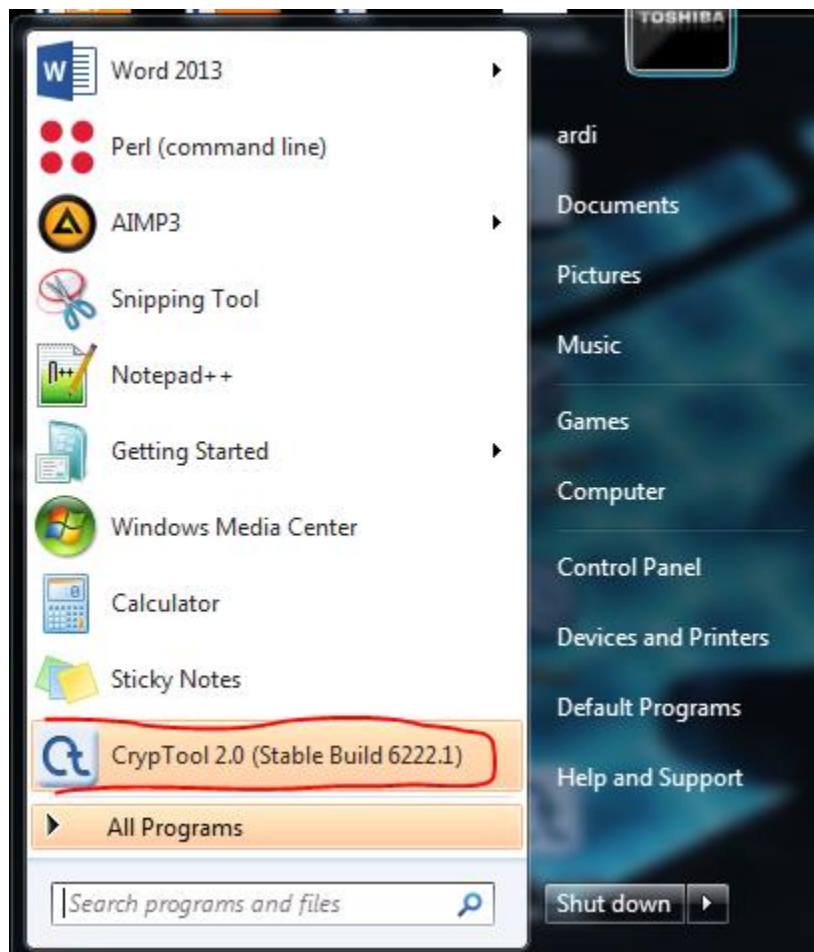 TOSHIBA
Word 2013
Perl (command line)
AIMP3
Snipping Tool
Notepad++
Getting Started
Windows Media Center
Calculator
Sticky Notes
CrypTool 2.0 (Stable Build 6222.1)
All Programs
Search programs and files
ardi
Documents
Pictures
Music
Games
Computer
Control Panel
Devices and Printers
Default Programs
Help and Support
Shut down